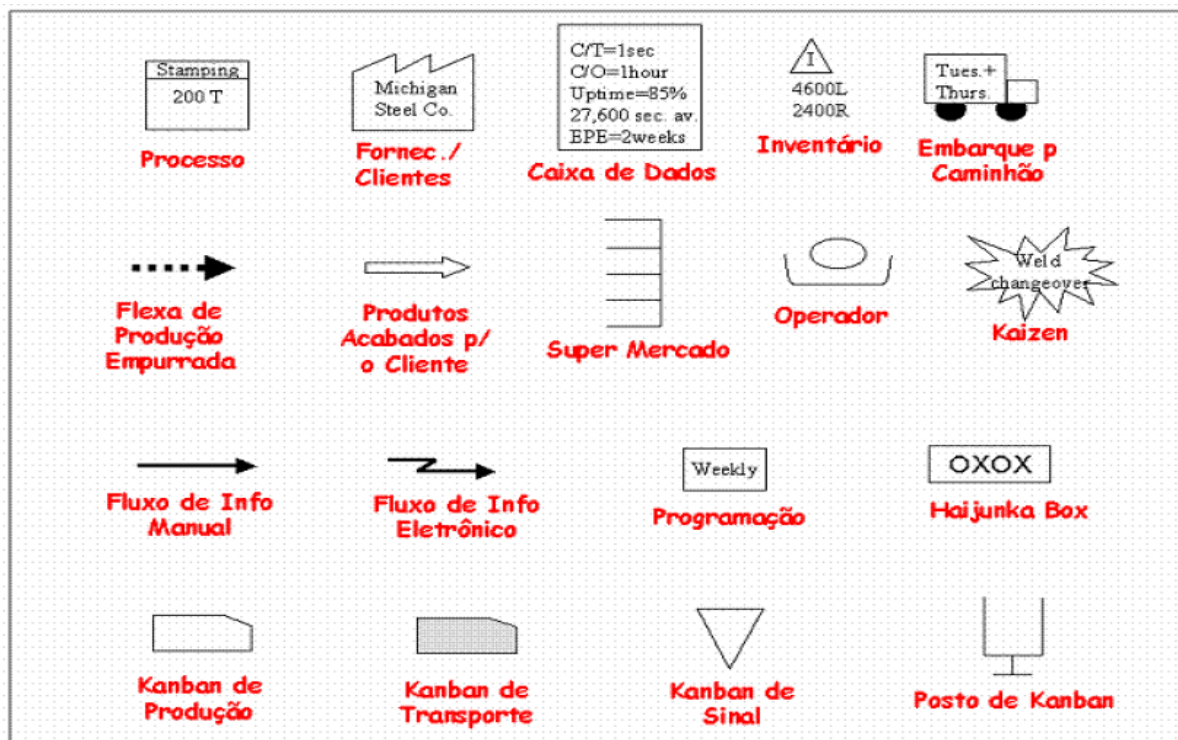 Stamping
200 T
Processo
Michigan
Steel Co.
Fornec./
Clientes
C/T=1sec
C/O=1hour
Uptime=85%
27,600 sec. av.
EPE=2weeks
Caixa de Dados
I
4600L
2400R
Inventário
Tues.+
Thurs.
Embarque p
Caminhão
Flexa de
Produção
Empurrada
Produtos
Acabados p/
o Cliente
Super Mercado
Operador
Weld
changeover
Kaizen
Fluxo de Info
Manual
Fluxo de Info
Eletrônico
Weekly
Programação
OXOX
Haijunka Box
Kanban de
Produção
Kanban de
Transporte
Kanban de
Sinal
Posto de Kanban